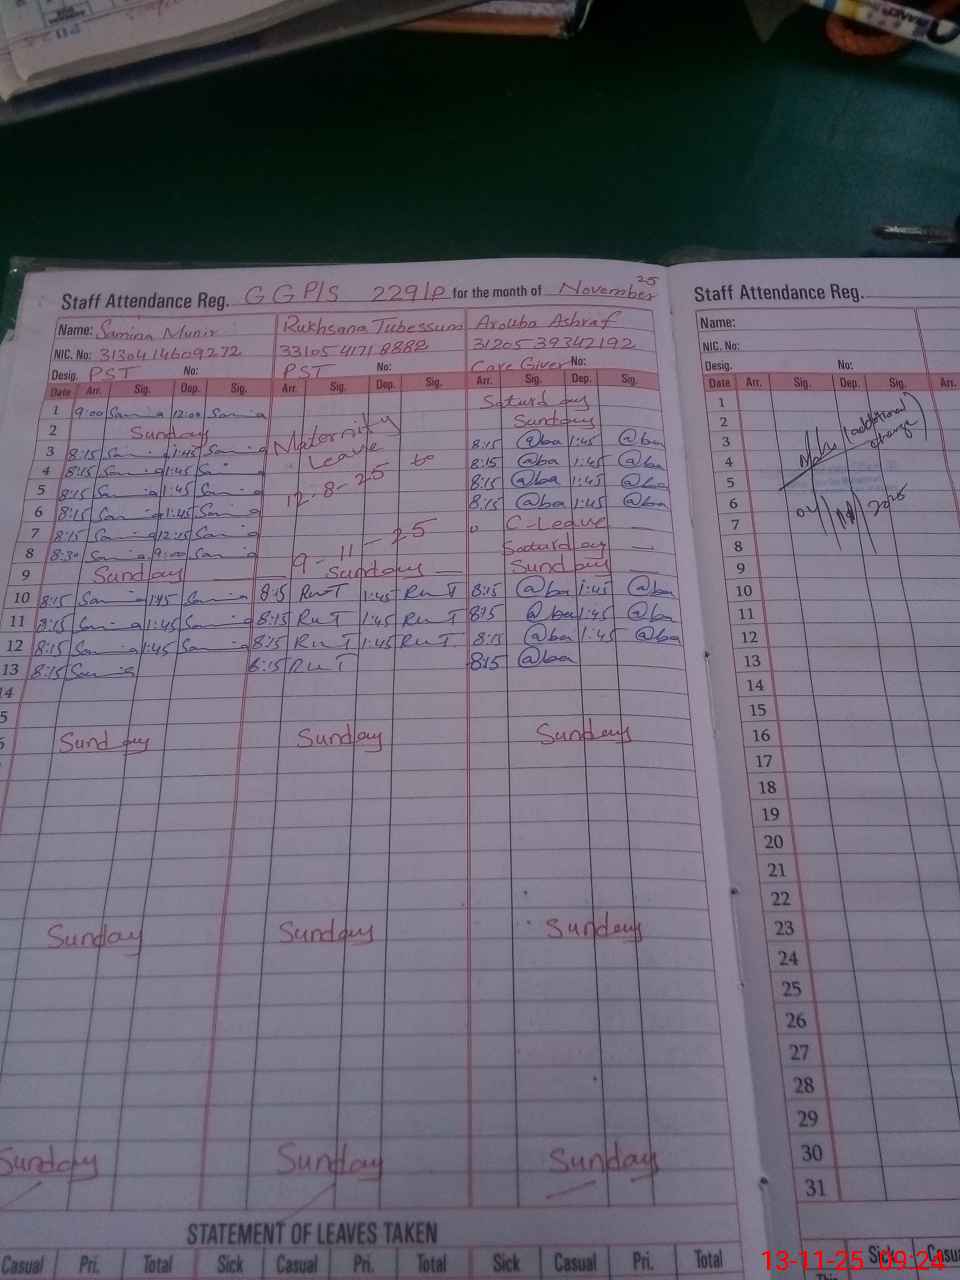 Staff Attendance Reg. GGP/S 229/P for the month of November 25
Name: Samina Munir Rukhsana Tubessum Arouba Ashraf
NIC. No: 3130414609272 3310541718882 3120539342192
Desig. PST No: PST No: Care Giver No:
Date Arr. Sig. Dep. Sig. Arr. Sig. Dep. Sig. Arr. Sig. Dep. Sig.
1 9:00 Samina 12:00 Samina Saturday
2 Sunday Maternity Sunday
3 8:15 Samina 1:45 Samina Leave 8:15 @ba 1:45 @ba
4 8:15 Samina 1:45 Samina 12-8-25 to 8:15 @ba 1:45 @ba
5 8:15 Samina 1:45 Samina 8:15 @ba 1:45 @ba
6 8:15 Samina 1:45 Samina 8:15 @ba 1:45 @ba
7 8:15 Samina 12:15 Samina C-Leave
8 8:30 Samina 9:00 Samina 9-11-25 Saturday
9 Sunday Sunday Sunday
10 8:15 Samina 1:45 Samina 8:15 RuT 1:45 RuT 8:15 @ba 1:45 @ba
11 8:15 Samina 1:45 Samina 8:15 RuT 1:45 RuT 8:15 @ba 1:45 @ba
12 8:15 Samina 1:45 Samina 8:15 RuT 1:45 RuT 8:15 @ba 1:45 @ba
13 8:15 Samina 8:15 RuT 8:15 @ba
14
5
6 Sunday Sunday Sunday
Sunday Sunday Sunday
Sunday Sunday Sunday
STATEMENT OF LEAVES TAKEN
Casual Pri. Total Sick Casual Pri. Total Sick Casual Pri. Total
Staff Attendance Reg.
Name:
NIC. No:
Desig. No:
Date Arr. Sig. Dep. Sig. Arr.
1
2
3 (additional
4 charge)
5
6 04/11/2025
7
8
9
10
11
12
13
14
15
16
17
18
19
20
21
22
23
24
25
26
27
28
29
30
31
Sick Casu
13-11-25 09:24